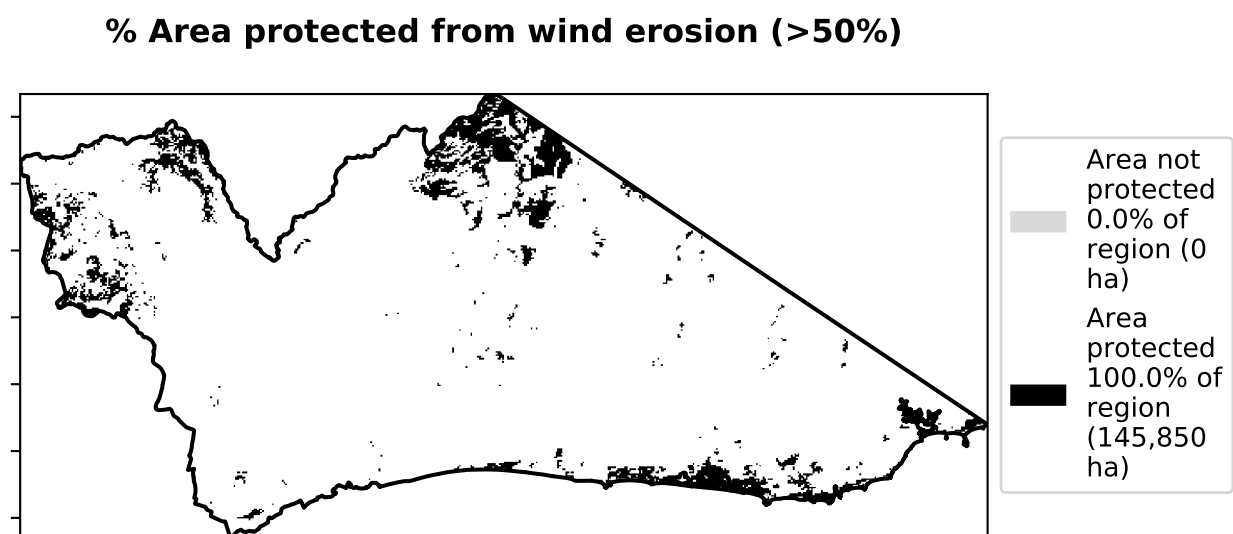 % Area protected from wind erosion (>50%)
Area not
protected
0.0% of
region (0
ha)
Area
protected
100.0% of
region
(145,850
ha)